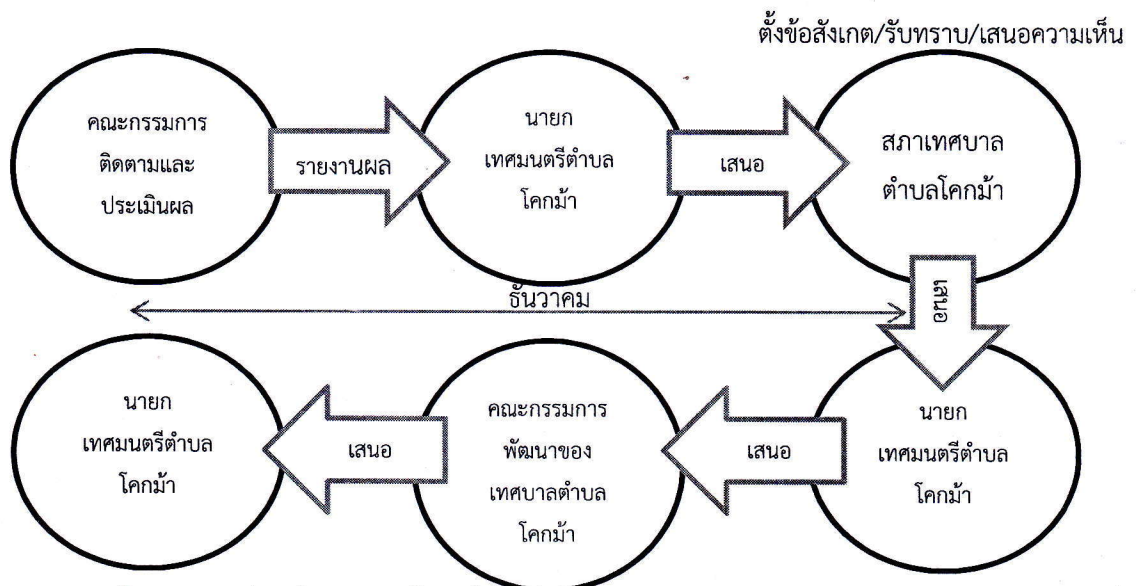 ตั้งข้อสังเกต/รับทราบ/เสนอความเห็น
คณะกรรมการ
ติดตามและ
ประเมินผล
รายงานผล
นายก
เทศมนตรีตำบล
โคกม้า
เสนอ
สภาเทศบาล
ตำบลโคกม้า
เสนอ
ธันวาคม
นายก
เทศมนตรีตำบล
โคกม้า
เสนอ
คณะกรรมการ
พัฒนาของ
เทศบาลตำบล
โคกม้า
เสนอ
นายก
เทศมนตรีตำบล
โคกม้า